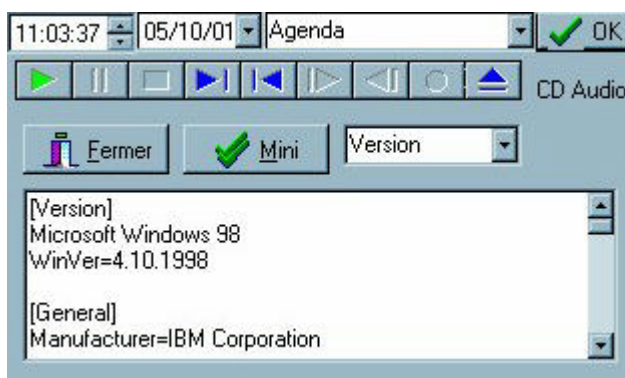 11:03:37 05/10/01 Agenda OK
CD Audio
Fermer Mini Version
[Version]
Microsoft Windows 98
WinVer=4.10.1998
[General]
Manufacturer=IBM Corporation